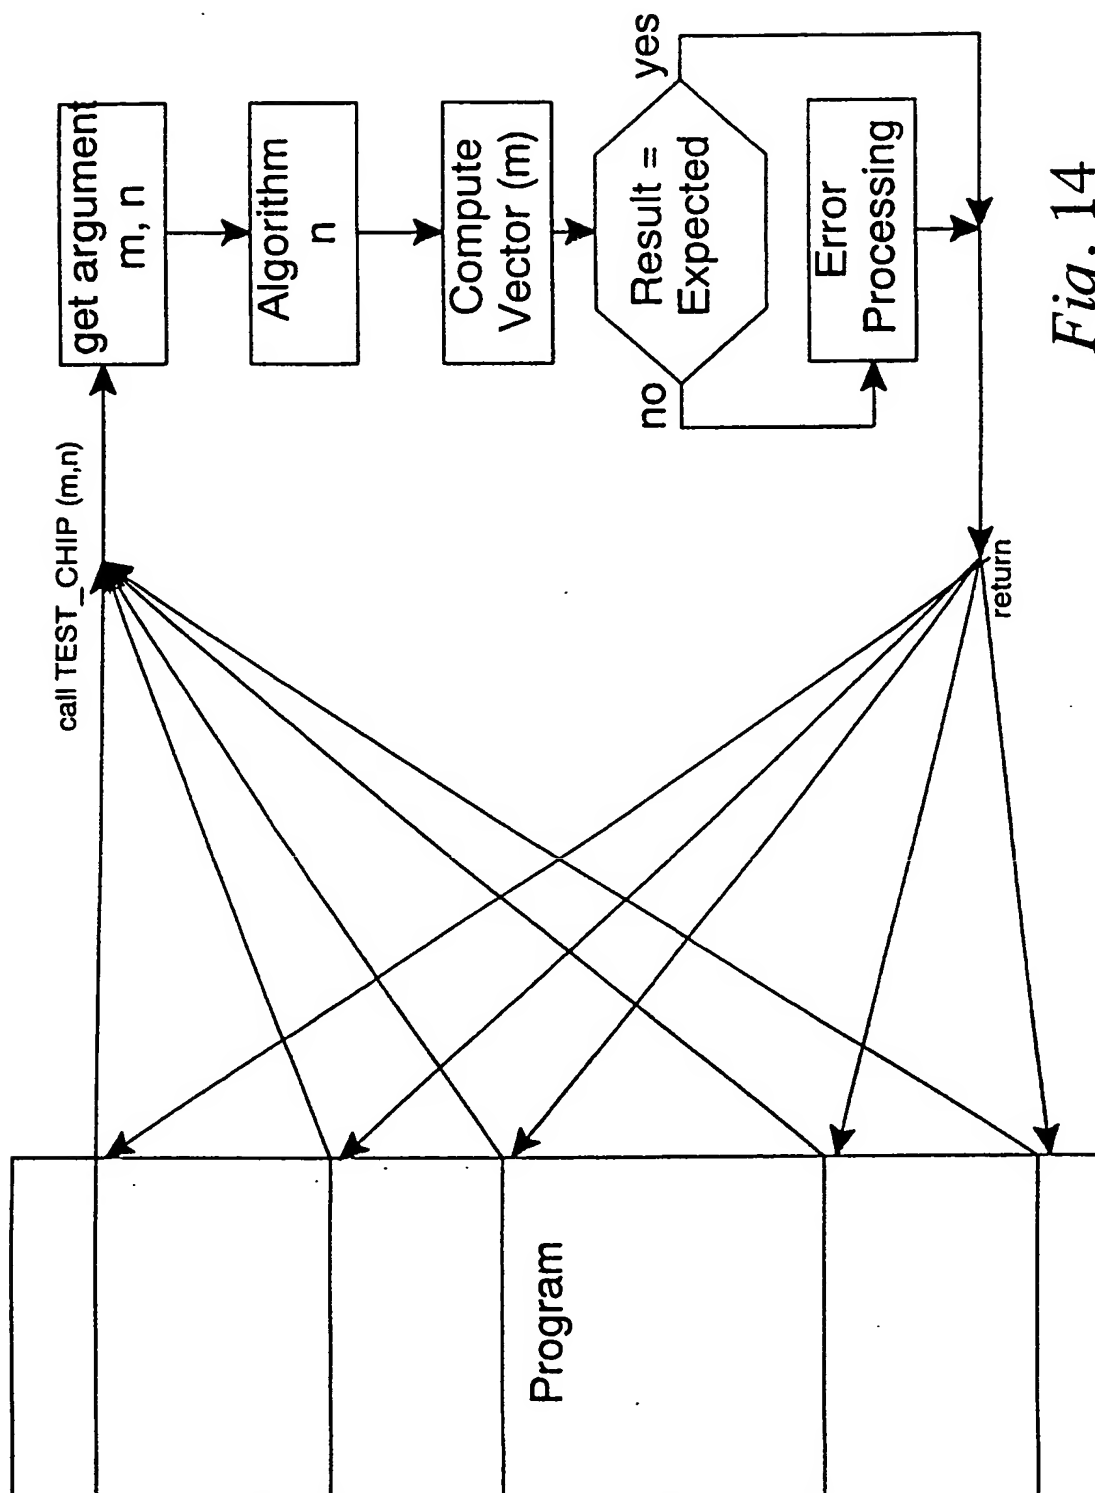 call TEST_CHIP (m,n)
get argument
m, n
Algorithm
n
Compute
Vector (m)
Result =
Expected
yes
no
Error
Processing
return
Program
Fig. 14